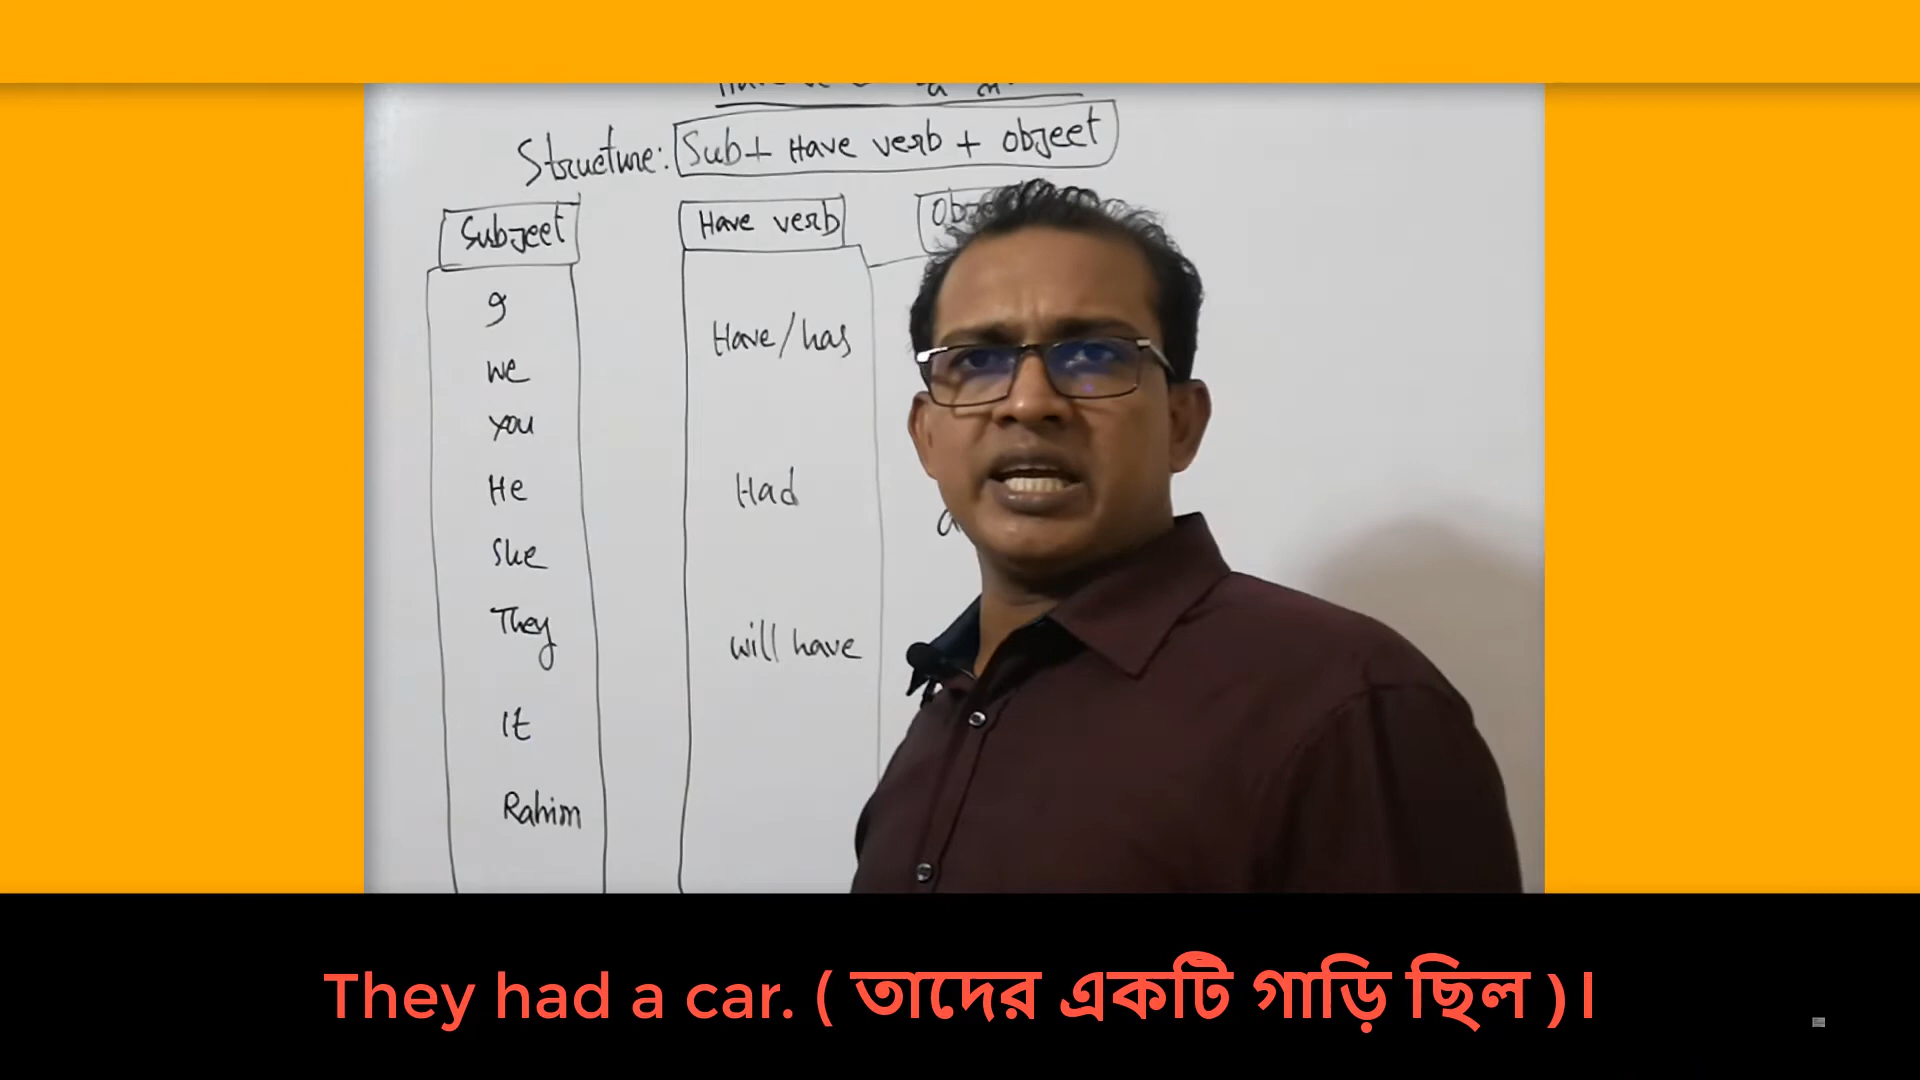 Structure: Sub + Have verb + Object
Subject
Have verb
I
we
you
He
She
They
It
Rahim
Have/has
Had
will have
They had a car. ( তাদের একটি গাড়ি ছিল )।